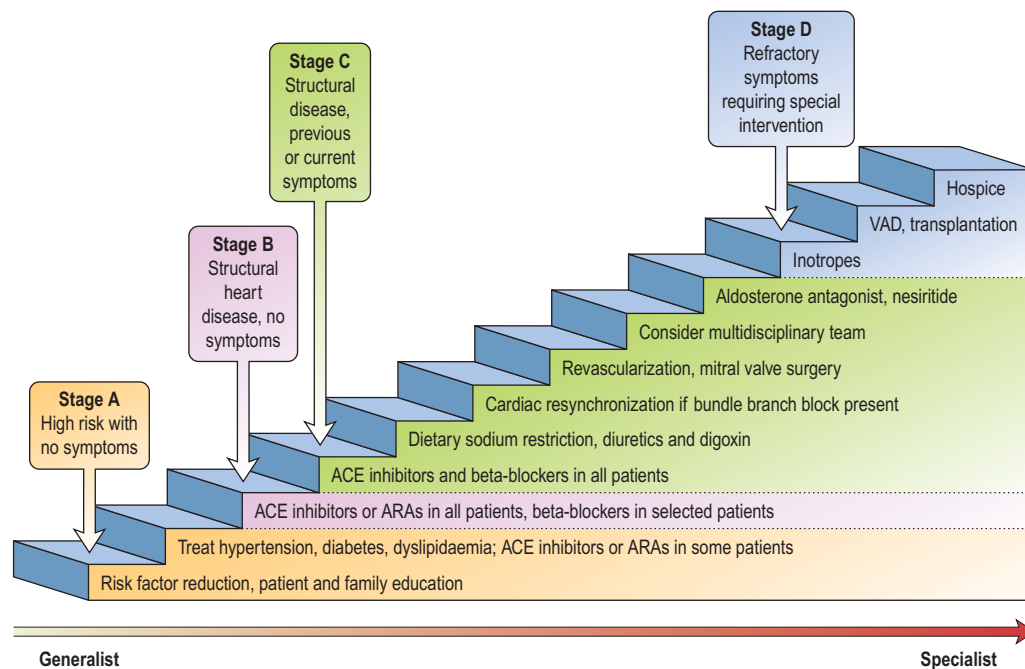 Stage D
Refractory
symptoms
requiring special
intervention
Stage C
Structural
disease,
previous
or current
symptoms
Stage B
Structural
heart
disease, no
symptoms
Stage A
High risk with
no symptoms
Hospice
VAD, transplantation
Inotropes
Aldosterone antagonist, nesiritide
Consider multidisciplinary team
Revascularization, mitral valve surgery
Cardiac resynchronization if bundle branch block present
Dietary sodium restriction, diuretics and digoxin
ACE inhibitors and beta-blockers in all patients
ACE inhibitors or ARAs in all patients, beta-blockers in selected patients
Treat hypertension, diabetes, dyslipidaemia; ACE inhibitors or ARAs in some patients
Risk factor reduction, patient and family education
Generalist
Specialist